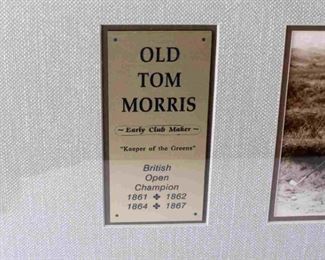 OLD
TOM
MORRIS
~ Early Club Maker ~
"Keeper of the Greens"
British
Open
Champion
1861 ✤ 1862
1864 ✤ 1867